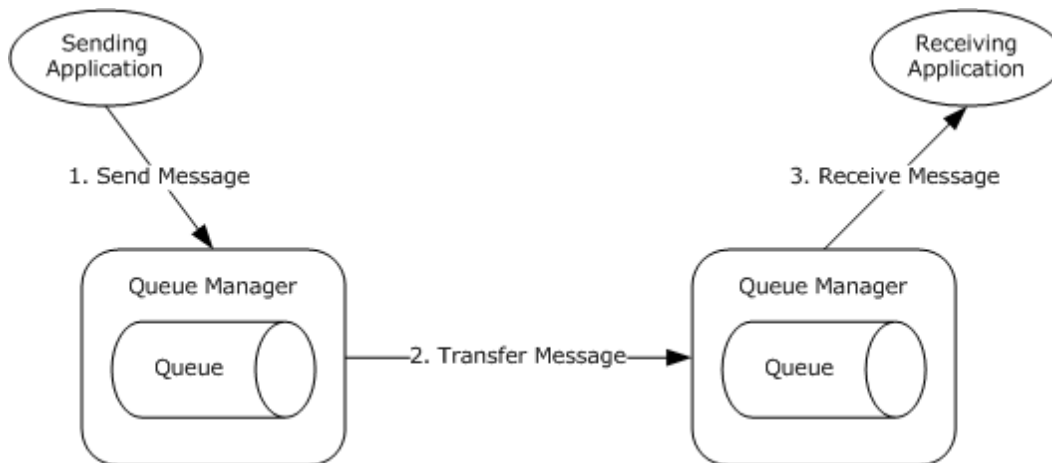 Sending
Application
Receiving
Application
1. Send Message
3. Receive Message
Queue Manager
Queue Manager
Queue
2. Transfer Message
Queue